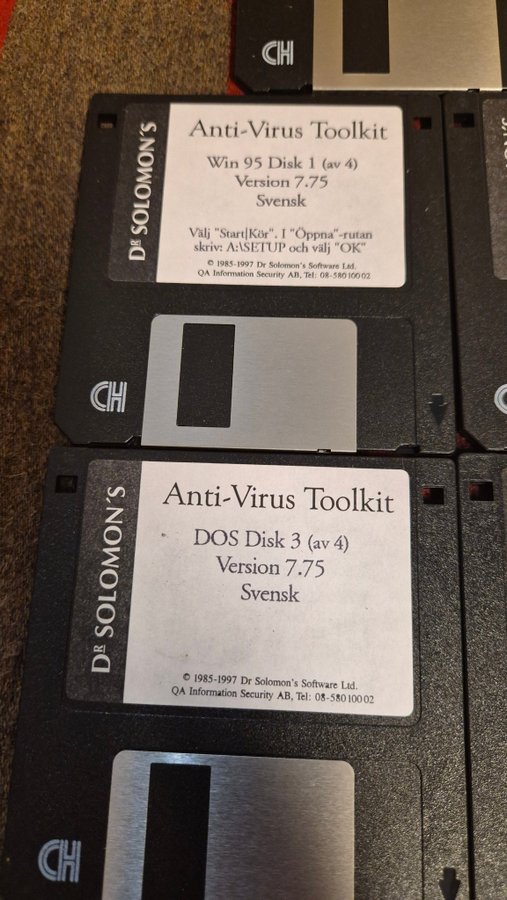 HD
DR SOLOMON'S
Anti-Virus Toolkit
Win 95 Disk 1 (av 4)
Version 7.75
Svensk
Välj "Start|Kör". I "Öppna"-rutan
skriv: A:\SETUP och välj "OK"
© 1985-1997 Dr Solomon's Software Ltd.
QA Information Security AB, Tel: 08-580 100 02
HD
DR SOLOMON'S
Anti-Virus Toolkit
DOS Disk 3 (av 4)
Version 7.75
Svensk
© 1985-1997 Dr Solomon's Software Ltd.
QA Information Security AB, Tel: 08-580 100 02
HD